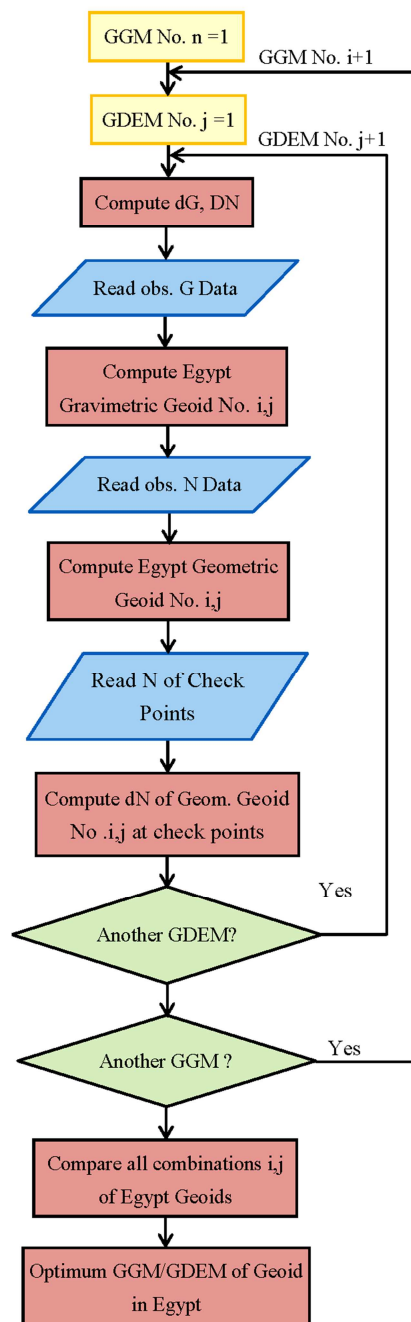 GGM No. n =1
GGM No. i+1
GDEM No. j =1
GDEM No. j+1
Compute dG, DN
Read obs. G Data
Compute Egypt
Gravimetric Geoid No. i,j
Read obs. N Data
Compute Egypt Geometric
Geoid No. i,j
Read N of Check
Points
Compute dN of Geom. Geoid
No .i,j at check points
Yes
Another GDEM?
Another GGM ?
Yes
Compare all combinations i,j
of Egypt Geoids
Optimum GGM/GDEM of Geoid
in Egypt